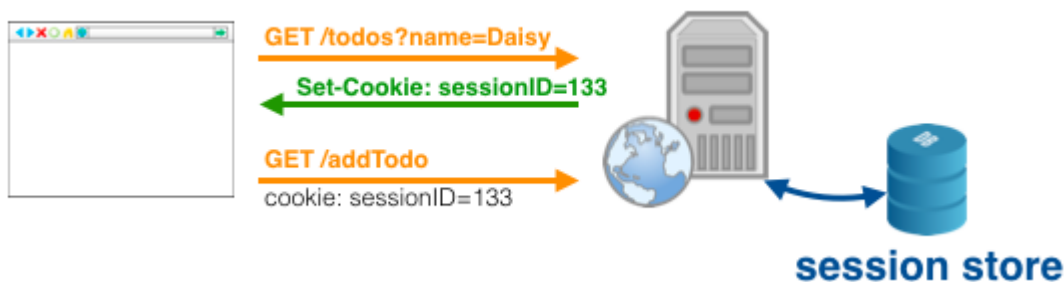 GET /todos?name=Daisy
Set-Cookie: sessionID=133
GET /addTodo
cookie: sessionID=133
session store